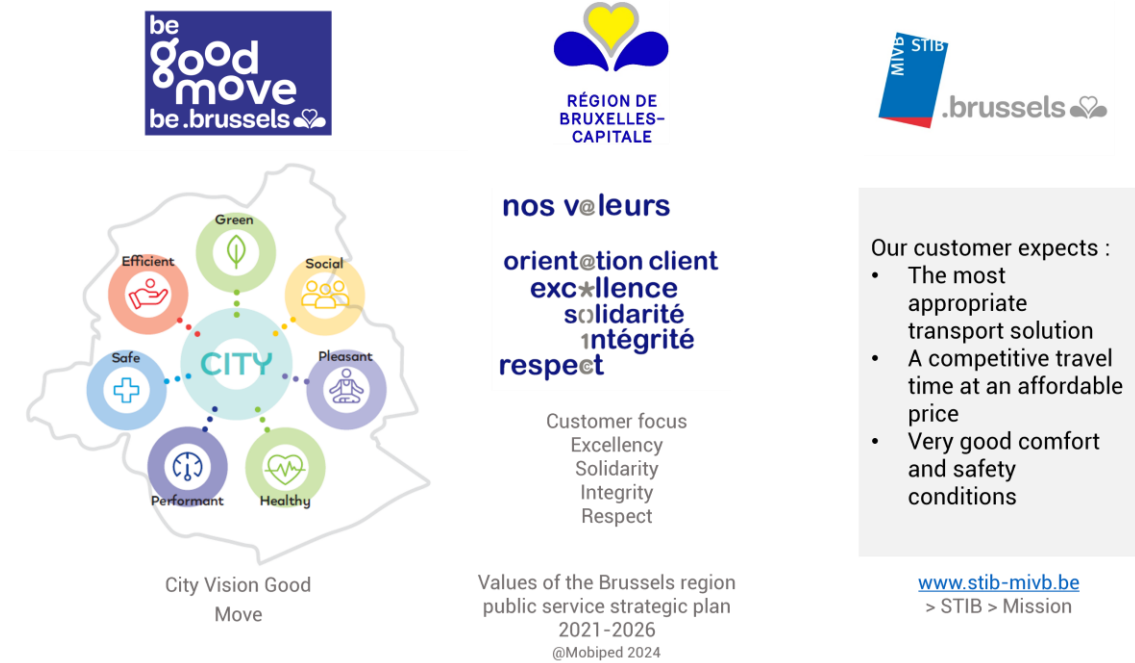 be
good
move
be.brussels
RÉGION DE
BRUXELLES-
CAPITALE
MIVB
STIB
.brussels
Green
Efficient
Social
CITY
Safe
Pleasant
Performant
Healthy
City Vision Good
Move
nos v@leurs
orient@tion client
exc*llence
s()lidarité
1ntégrité
respe©t
Customer focus
Excellency
Solidarity
Integrity
Respect
Values of the Brussels region
public service strategic plan
2021-2026
@Mobiped 2024
Our customer expects :
• The most
appropriate
transport solution
• A competitive travel
time at an affordable
price
• Very good comfort
and safety
conditions
www.stib-mivb.be
> STIB > Mission